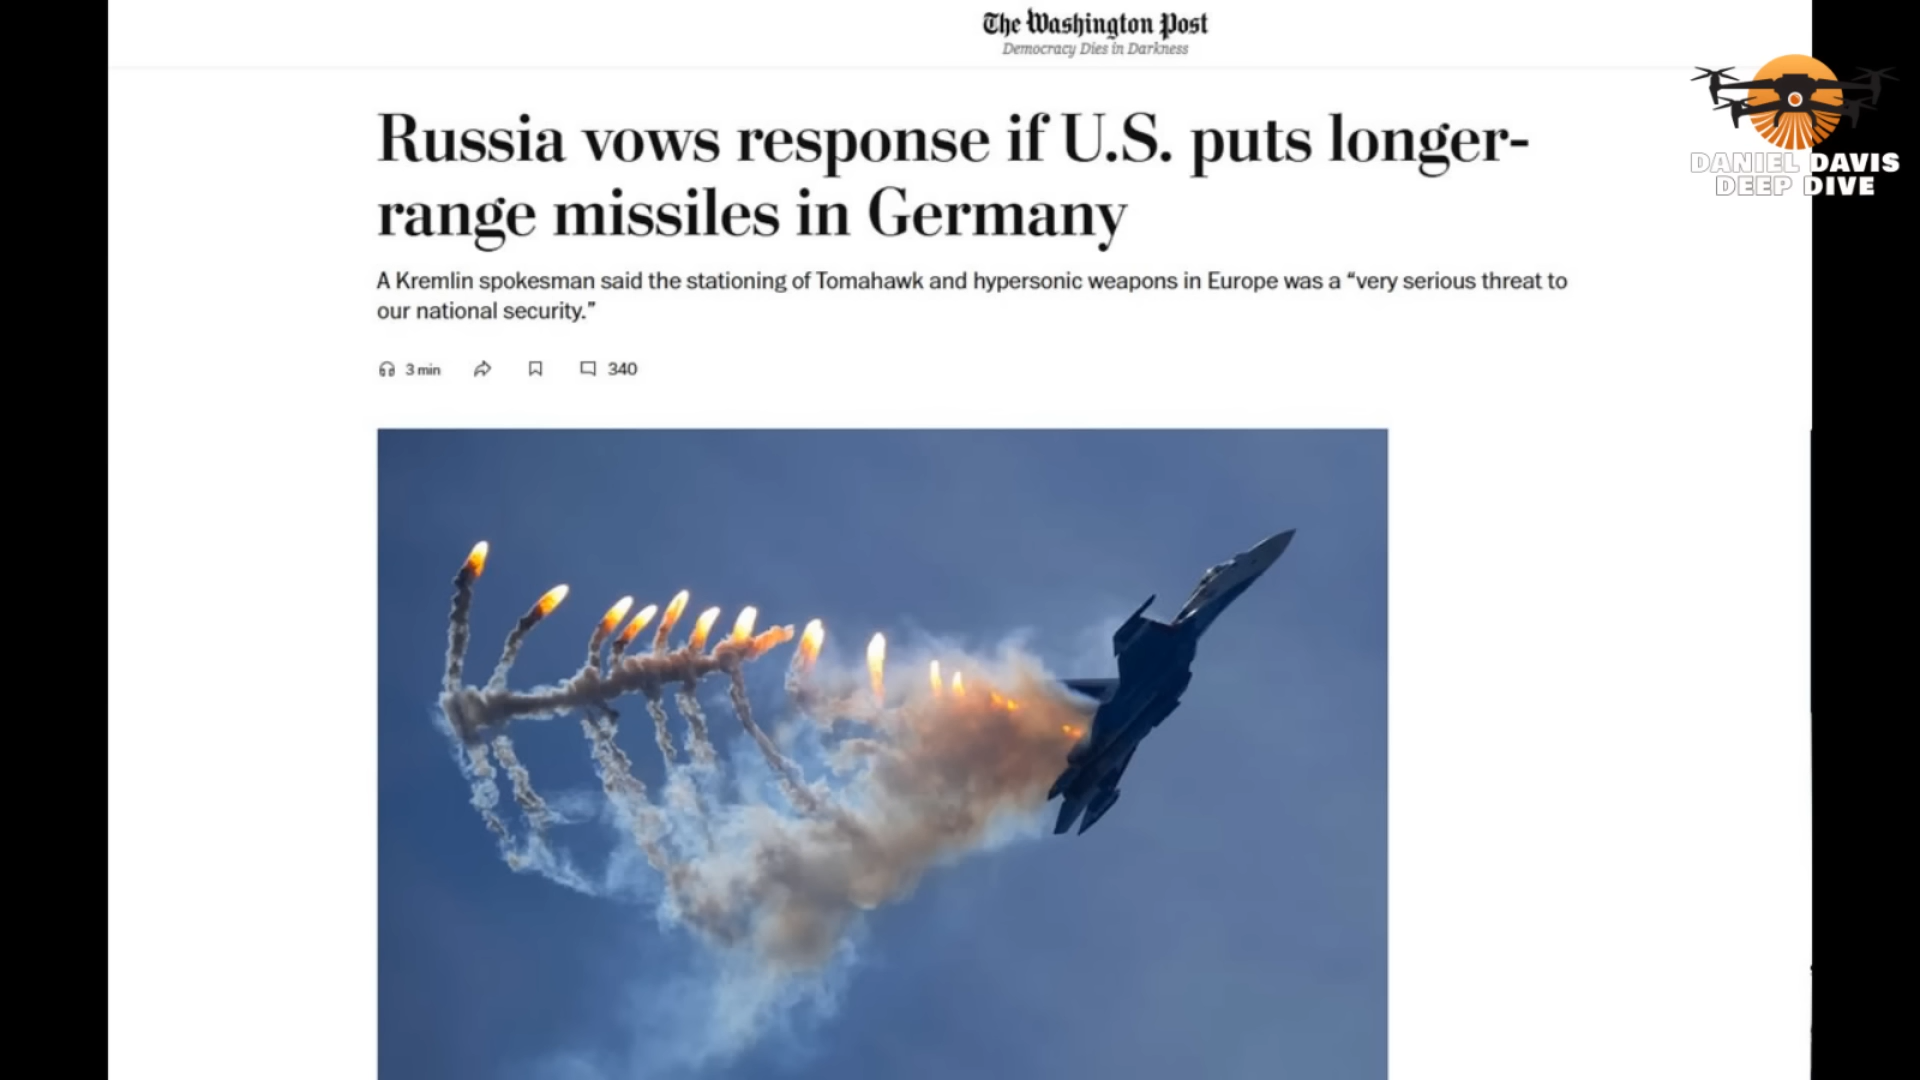 The Washington Post
Democracy Dies in Darkness
DANIEL DAVIS
DEEP DIVE
Russia vows response if U.S. puts longer-
range missiles in Germany
A Kremlin spokesman said the stationing of Tomahawk and hypersonic weapons in Europe was a “very serious threat to
our national security.”
3 min
340